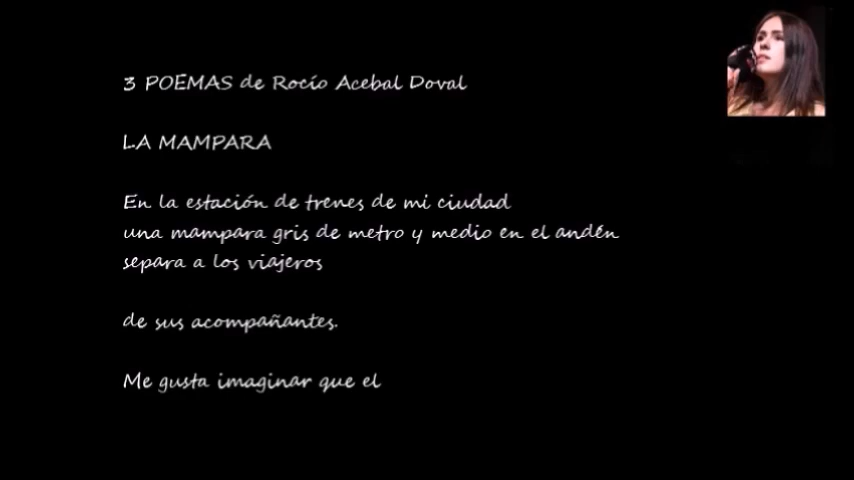 3 POEMAS de Rocío Acebal Doval
LA MAMPARA
En la estación de trenes de mi ciudad
una mampara gris de metro y medio en el andén
separa a los viajeros
de sus acompañantes.
Me gusta imaginar que el